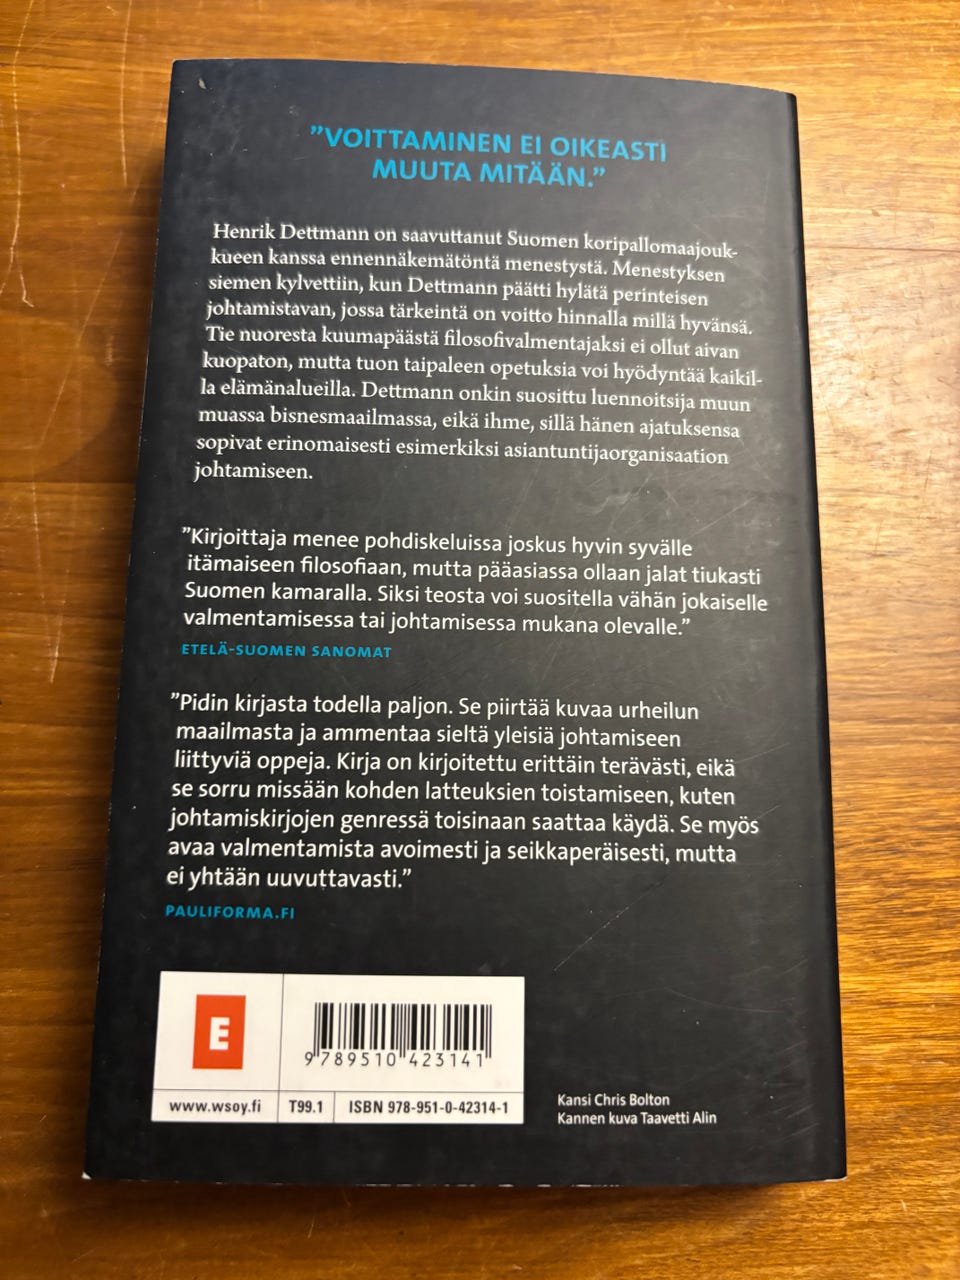 ”VOITTAMINEN EI OIKEASTI
MUUTA MITÄÄN.”
Henrik Dettmann on saavuttanut Suomen koripallomaajouk-
kueen kanssa ennennäkemätöntä menestystä. Menestyksen
siemen kylvettiin, kun Dettmann päätti hylätä perinteisen
johtamistavan, jossa tärkeintä on voitto hinnalla millä hyvänsä.
Tie nuoresta kuumapäästä filosofivalmentajaksi ei ollut aivan
kuopaton, mutta tuon taipaleen opetuksia voi hyödyntää kaikil-
la elämänalueilla. Dettmann onkin suosittu luennoitsija muun
muassa bisnesmaailmassa, eikä ihme, sillä hänen ajatuksensa
sopivat erinomaisesti esimerkiksi asiantuntijaorganisaation
johtamiseen.
”Kirjoittaja menee pohdiskeluissa joskus hyvin syvälle
itämaiseen filosofiaan, mutta pääasiassa ollaan jalat tiukasti
Suomen kamaralla. Siksi teosta voi suositella vähän jokaiselle
valmentamisessa tai johtamisessa mukana olevalle.”
ETELÄ-SUOMEN SANOMAT
”Pidin kirjasta todella paljon. Se piirtää kuvaa urheilun
maailmasta ja ammentaa sieltä yleisiä johtamiseen
liittyviä oppeja. Kirja on kirjoitettu erittäin terävästi, eikä
se sorru missään kohden latteuksien toistamiseen, kuten
johtamiskirjojen genressä toisinaan saattaa käydä. Se myös
avaa valmentamista avoimesti ja seikkaperäisesti, mutta
ei yhtään uuvuttavasti.”
PAULIFORMA.FI
E
9 789510 423141
www.wsoy.fi T99.1 ISBN 978-951-0-42314-1
Kansi Chris Bolton
Kannen kuva Taavetti Alin